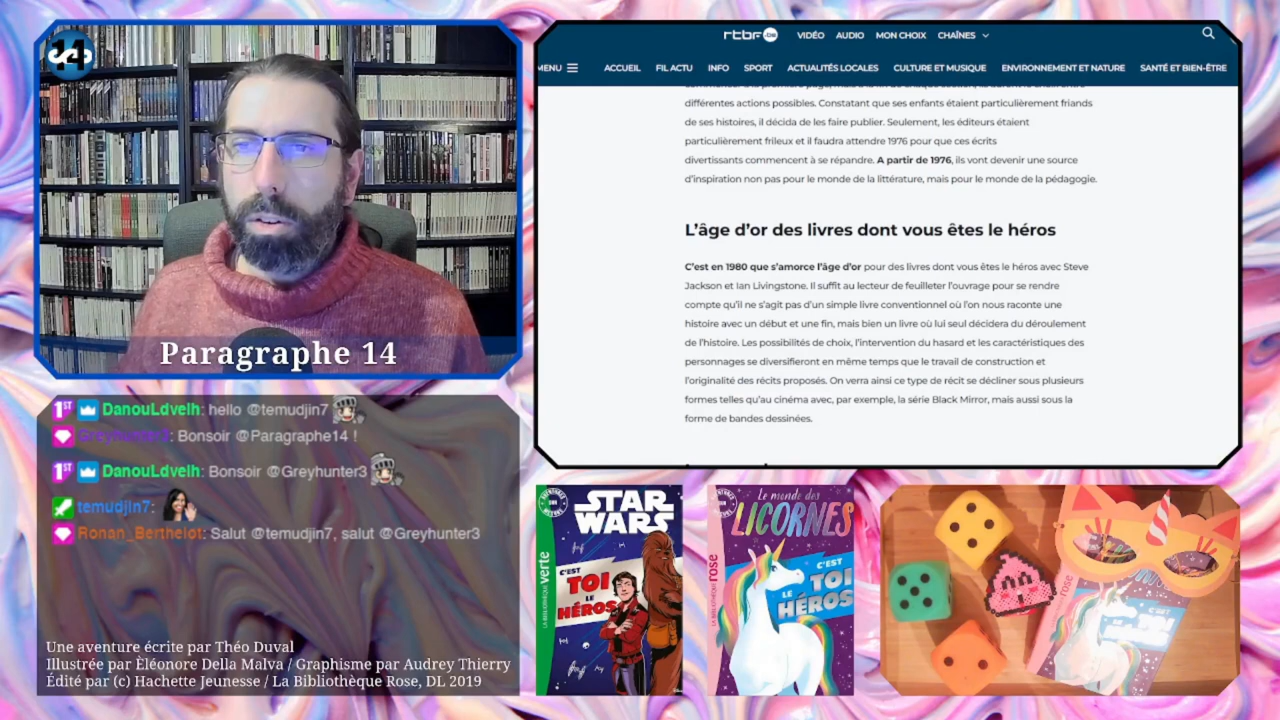 14
Paragraphe 14
1ST DanouLdvelh: hello @temudjin7
Greyhunter3: Bonsoir @Paragraphe14 !
1ST DanouLdvelh: Bonsoir @Greyhunter3
temudjin7:
Ronan_Berthelot: Salut @temudjin7, salut @Greyhunter3
Une aventure écrite par Théo Duval
Illustrée par Èléonore Della Malva / Graphisme par Audrey Thierry
Édité par (c) Hachette Jeunesse / La Bibliothèque Rose, DL 2019
rtbf.be VIDÉO AUDIO MON CHOIX CHAÎNES
MENU ACCUEIL FIL ACTU INFO SPORT ACTUALITÉS LOCALES CULTURE ET MUSIQUE ENVIRONNEMENT ET NATURE SANTÉ ET BIEN-ÊTRE
différentes actions possibles. Constatant que ses enfants étaient particulièrement friands
de ses histoires, il décida de les faire publier. Seulement, les éditeurs étaient
particulièrement frileux et il faudra attendre 1976 pour que ces écrits
divertissants commencent à se répandre. A partir de 1976, ils vont devenir une source
d'inspiration non pas pour le monde de la littérature, mais pour le monde de la pédagogie.
L'âge d'or des livres dont vous êtes le héros
C'est en 1980 que s'amorce l'âge d'or pour des livres dont vous êtes le héros avec Steve
Jackson et Ian Livingstone. Il suffit au lecteur de feuilleter l'ouvrage pour se rendre
compte qu'il ne s'agit pas d'un simple livre conventionnel où l'on nous raconte une
histoire avec un début et une fin, mais bien un livre où lui seul décidera du déroulement
de l'histoire. Les possibilités de choix, l'intervention du hasard et les caractéristiques des
personnages se diversifieront en même temps que le travail de construction et
l'originalité des récits proposés. On verra ainsi ce type de récit se décliner sous plusieurs
formes telles qu'au cinéma avec, par exemple, la série Black Mirror, mais aussi sous la
forme de bandes dessinées.
AVENTURES SUR MESURE
STAR
WARS
C'EST
TOI
LE
HÉROS
LA BIBLIOTHÈQUE verte
AVENTURES SUR MESURE
Le monde des
LICORNES
C'EST
TOI
LE
HÉROS
LA BIBLIOTHÈQUE rose
rose